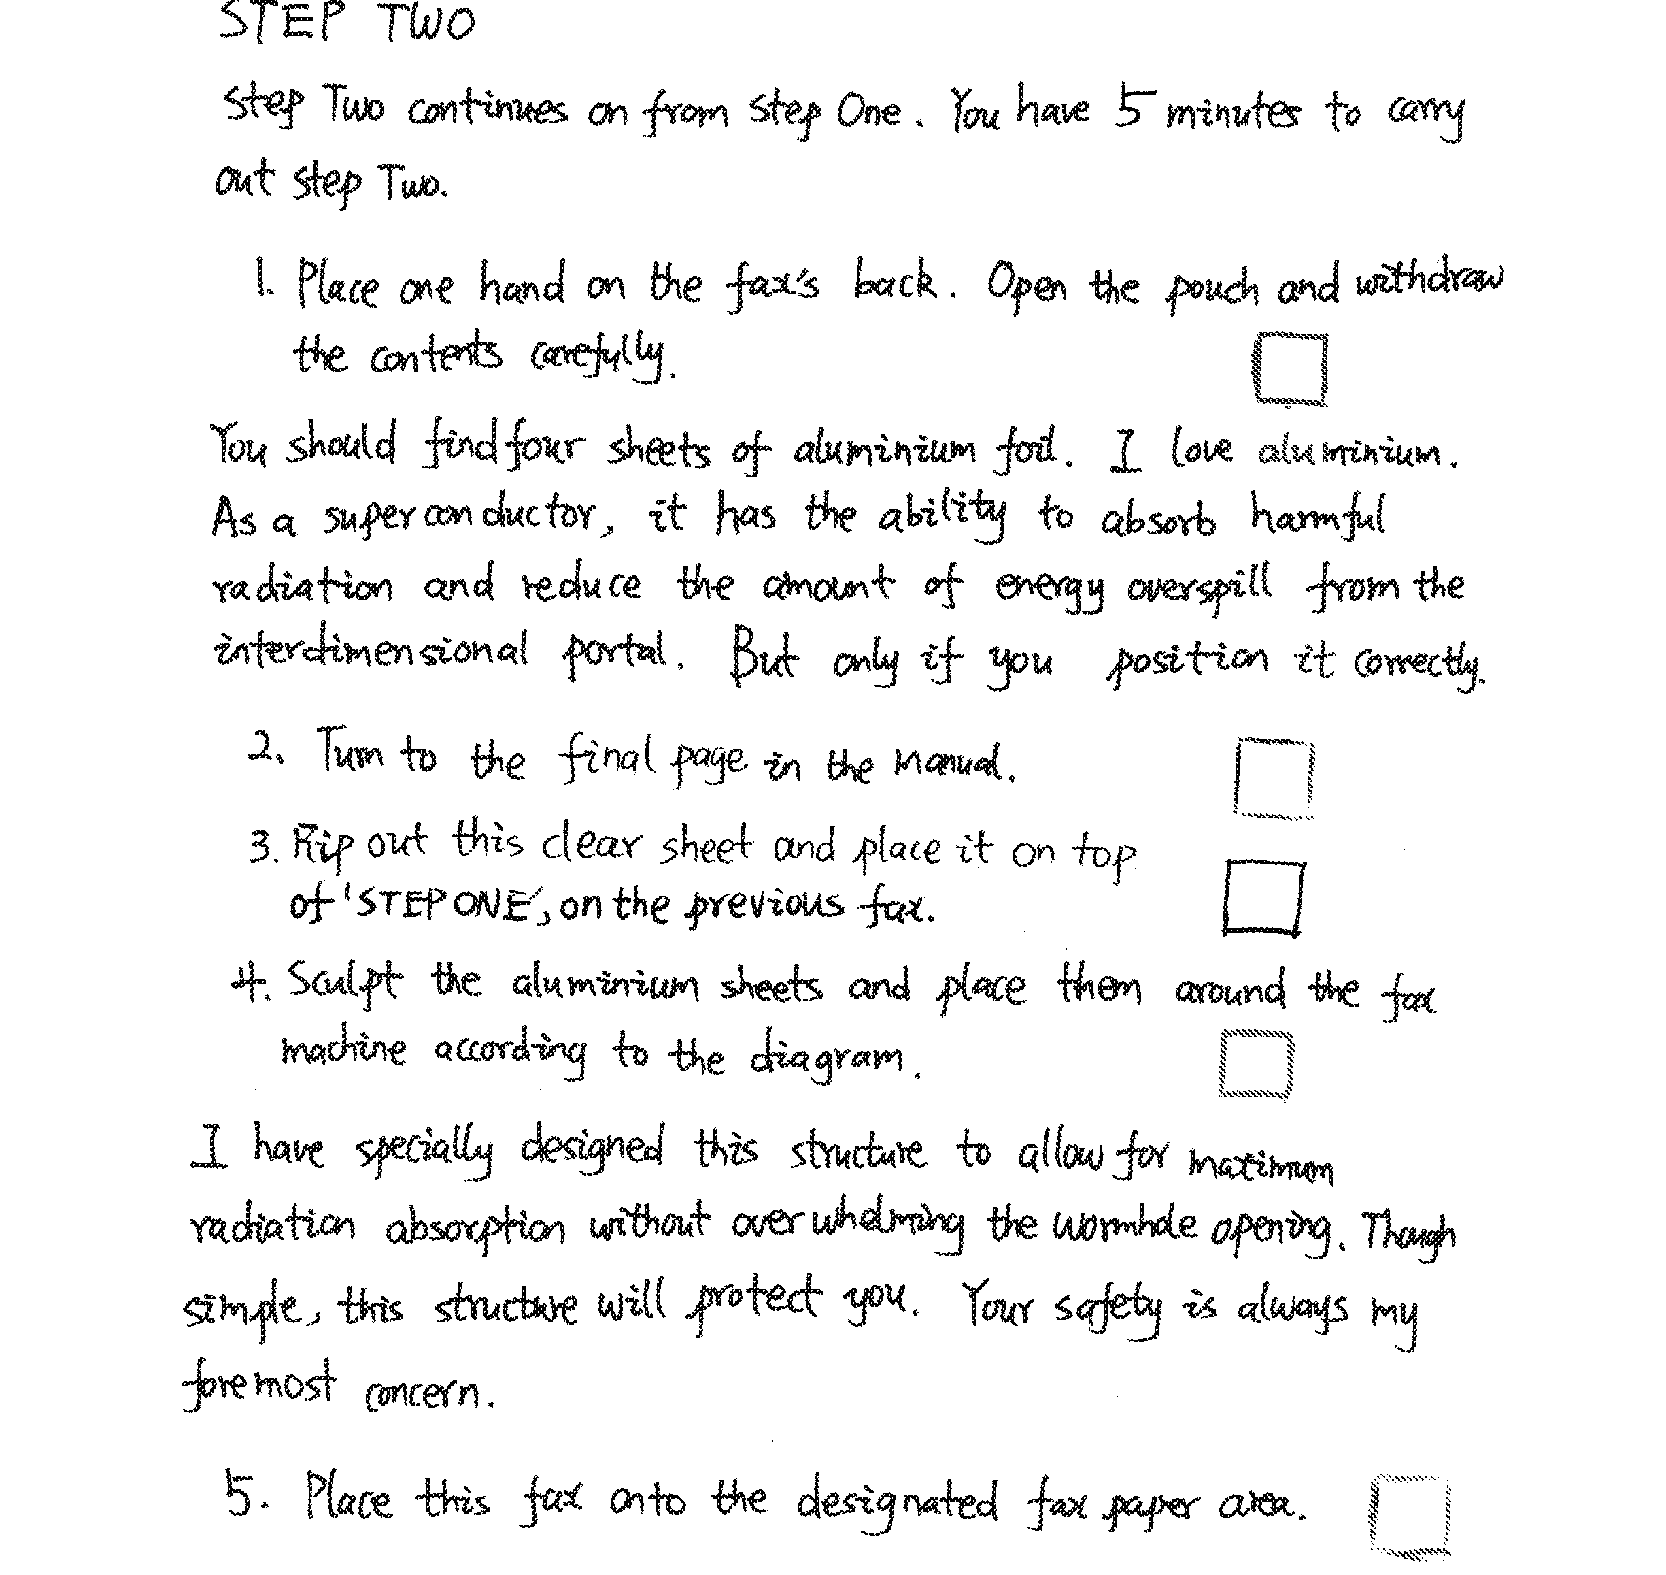 STEP TWO
Step Two continues on from Step One. You have 5 minutes to carry
out step Two.
1. Place one hand on the fax's back. Open the pouch and withdraw
the contents carefully.
You should find four sheets of aluminium foil. I love aluminium.
As a superconductor, it has the ability to absorb harmful
radiation and reduce the amount of energy overspill from the
interdimensional portal. But only if you position it correctly.
2. Turn to the final page in the Manual.
3. Rip out this clear sheet and place it on top
of 'STEP ONE', on the previous fax.
4. Sculpt the aluminium sheets and place them around the fax
machine according to the diagram.
I have specially designed this structure to allow for maximum
radiation absorption without overwhelming the wormhole opening. Though
simple, this structure will protect you. Your safety is always my
foremost concern.
5. Place this fax onto the designated fax paper area.